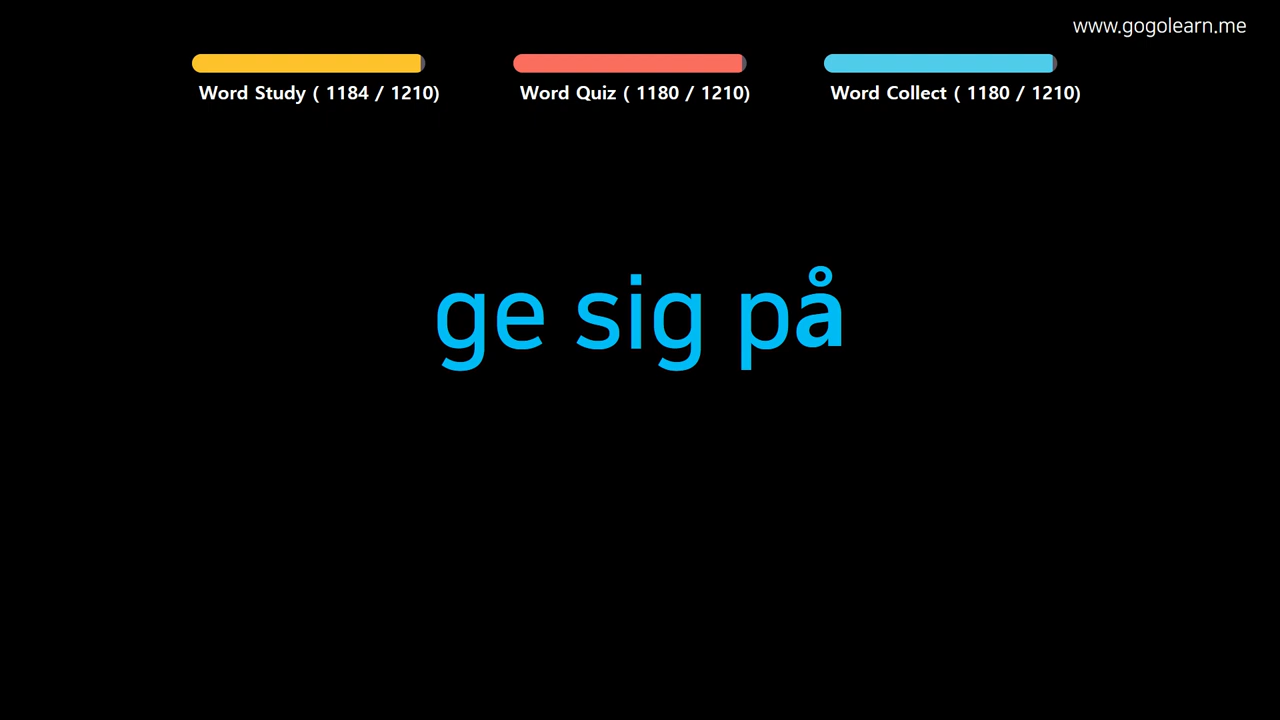 www.gogolearn.me
Word Study ( 1184 / 1210)
Word Quiz ( 1180 / 1210)
Word Collect ( 1180 / 1210)
ge sig på